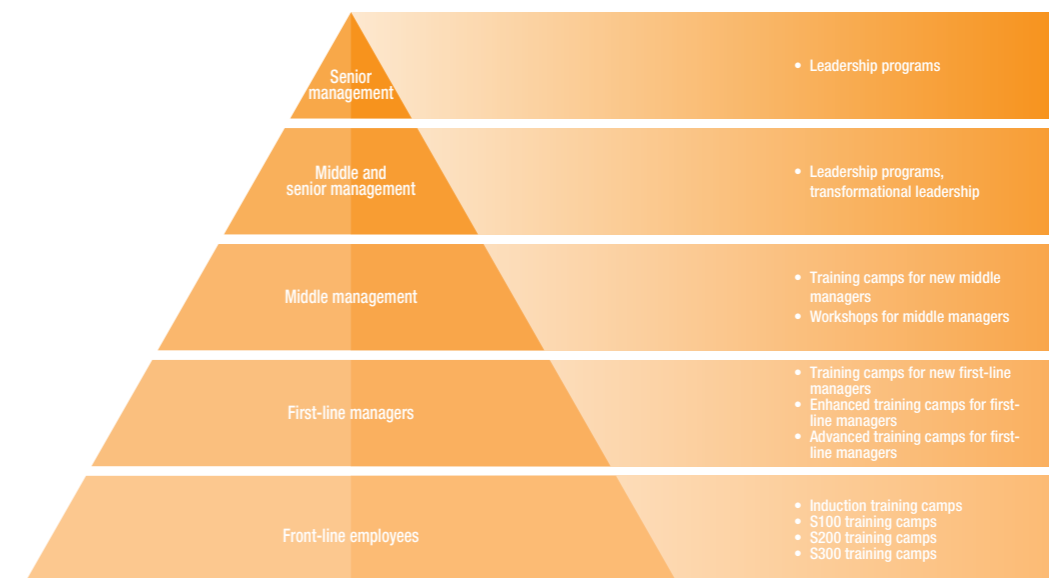 Senior
management
• Leadership programs
Middle and
senior management
• Leadership programs,
transformational leadership
Middle management
• Training camps for new middle
managers
• Workshops for middle managers
First-line managers
• Training camps for new first-line
managers
• Enhanced training camps for first-
line managers
• Advanced training camps for first-
line managers
Front-line employees
• Induction training camps
• S100 training camps
• S200 training camps
• S300 training camps